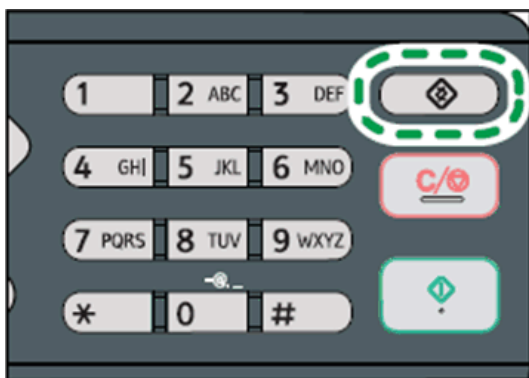 1 2 ABC 3 DEF
4 GHI 5 JKL 6 MNO C/
7 PQRS 8 TUV 9 WXYZ
-@._
* 0 #